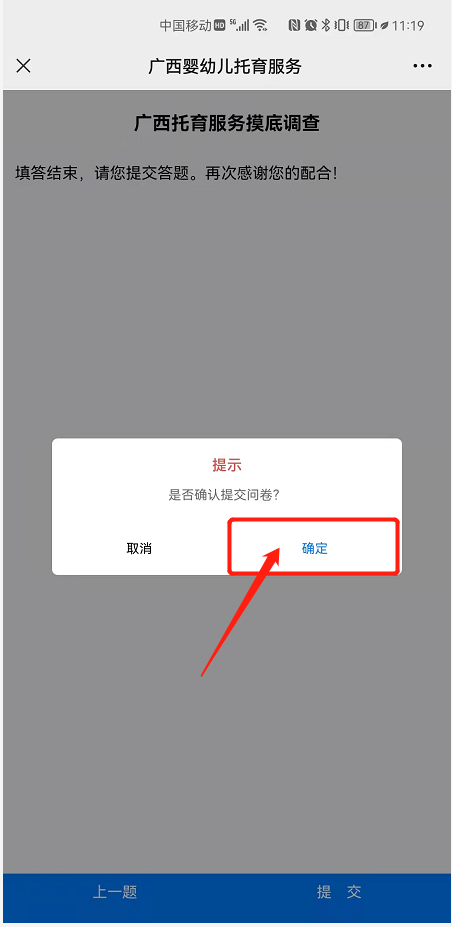 中国移动 HD 5G 87 11:19
广西婴幼儿托育服务
广西托育服务摸底调查
填答结束，请您提交答题。再次感谢您的配合！
提示
是否确认提交问卷？
取消 确定
上一题 提 交